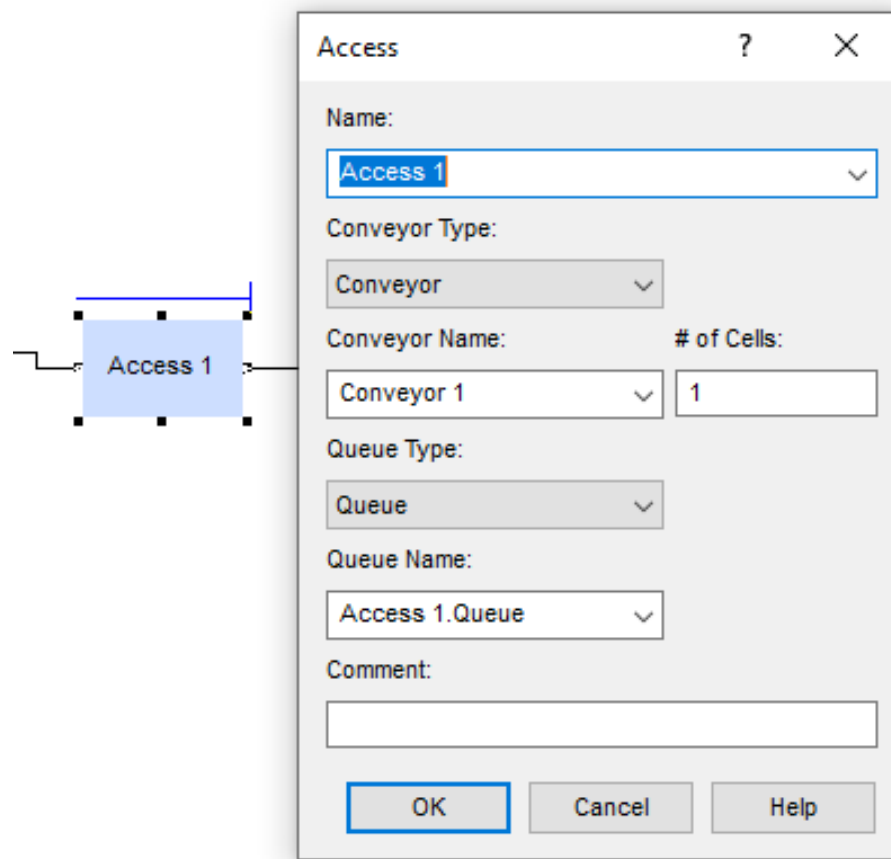 Access ?
Name:
Access 1
Conveyor Type:
Conveyor
Conveyor Name: # of Cells:
Conveyor 1 1
Queue Type:
Queue
Queue Name:
Access 1.Queue
Comment:
OK Cancel Help
Access 1